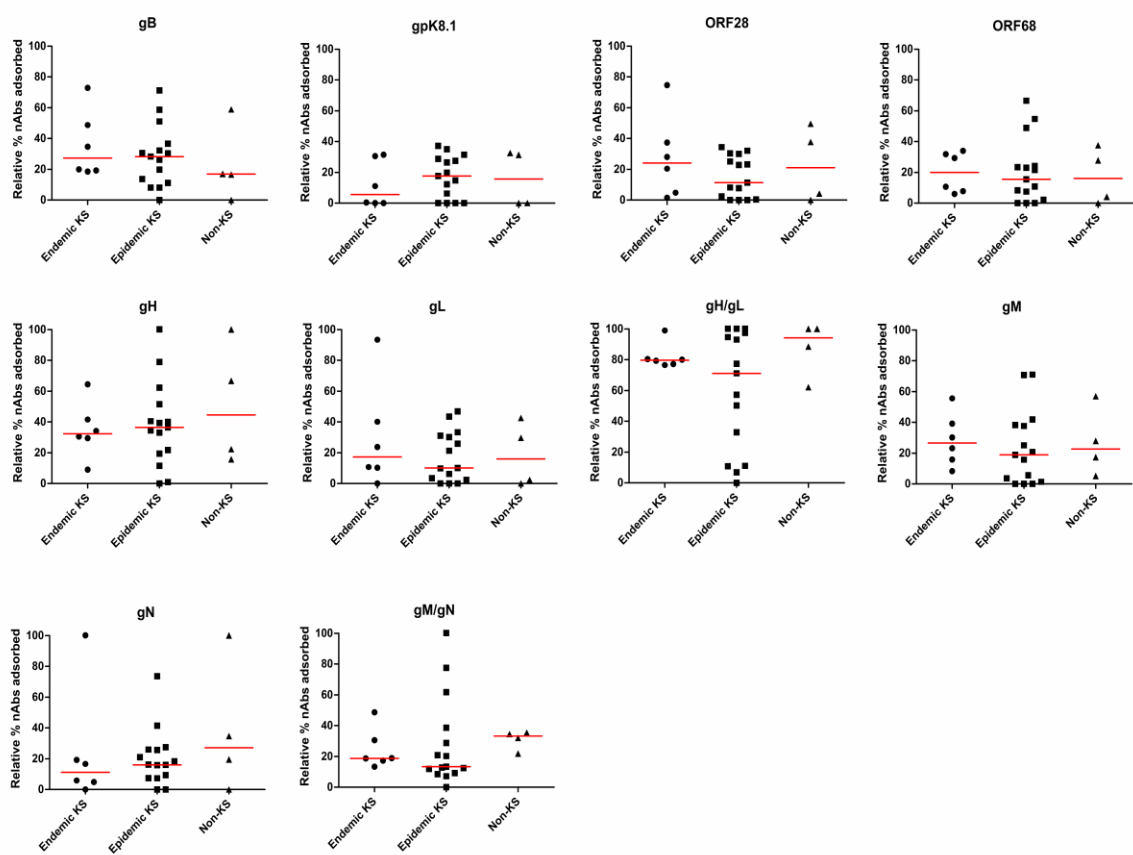 gB
gpK8.1
ORF28
ORF68
Relative % nAbs adsorbed
100
80
60
40
20
0
Endemic KS
Epidemic KS
Non-KS
Relative % nAbs adsorbed
100
80
60
40
20
0
Endemic KS
Epidemic KS
Non-KS
Relative % nAbs adsorbed
100
80
60
40
20
0
Endemic KS
Epidemic KS
Non-KS
Relative % nAbs adsorbed
100
80
60
40
20
0
Endemic KS
Epidemic KS
Non-KS
gH
gL
gH/gL
gM
Relative % nAbs adsorbed
100
80
60
40
20
0
Endemic KS
Epidemic KS
Non-KS
Relative % nAbs adsorbed
100
80
60
40
20
0
Endemic KS
Epidemic KS
Non-KS
Relative % nAbs adsorbed
100
80
60
40
20
0
Endemic KS
Epidemic KS
Non-KS
Relative % nAbs adsorbed
100
80
60
40
20
0
Endemic KS
Epidemic KS
Non-KS
gN
gM/gN
Relative % nAbs adsorbed
100
80
60
40
20
0
Endemic KS
Epidemic KS
Non-KS
Relative % nAbs adsorbed
100
80
60
40
20
0
Endemic KS
Epidemic KS
Non-KS